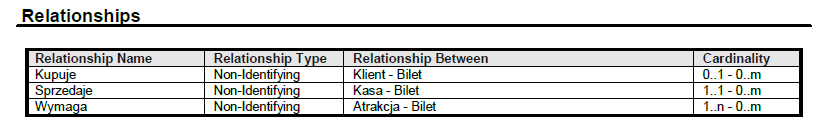 Relationships
Relationship Name Relationship Type Relationship Between Cardinality
Kupuje Non-Identifying Klient - Bilet 0..1 - 0..m
Sprzedaje Non-Identifying Kasa - Bilet 1..1 - 0..m
Wymaga Non-Identifying Atrakcja - Bilet 1..n - 0..m